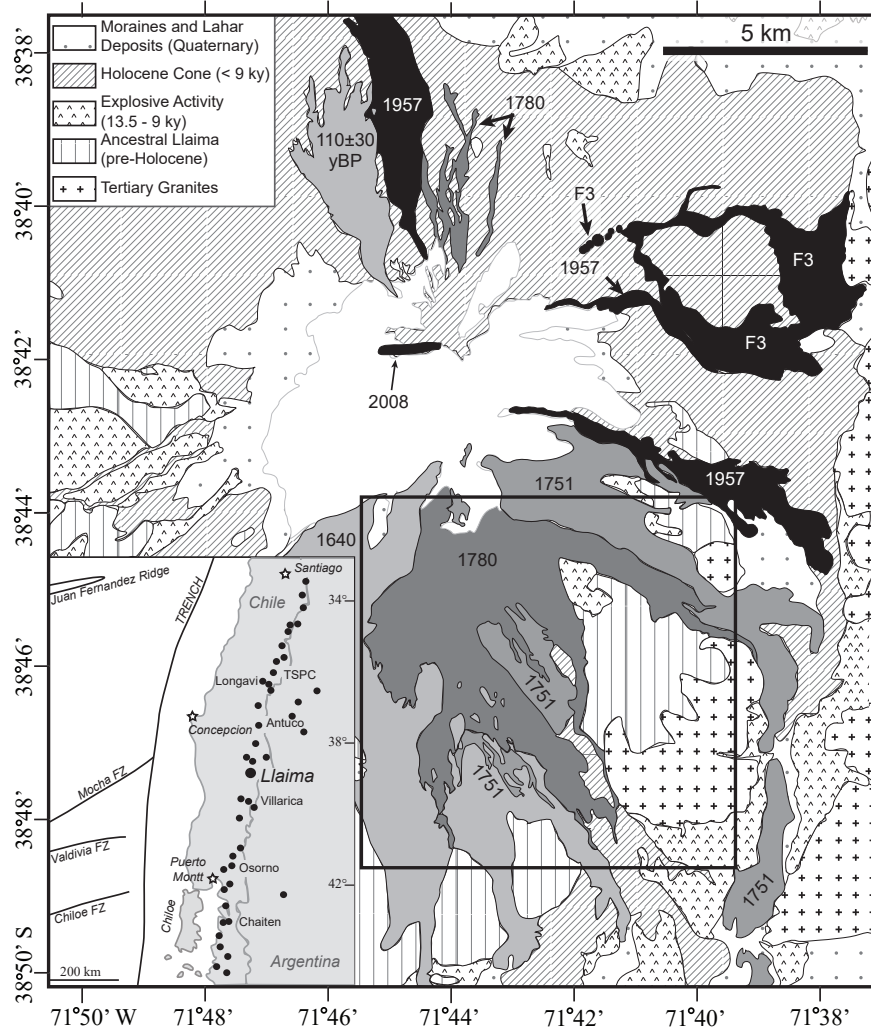 Moraines and Lahar
Deposits (Quaternary)
Holocene Cone (< 9 ky)
Explosive Activity
(13.5 - 9 ky)
Ancestral Llaima
(pre-Holocene)
Tertiary Granites
5 km
1957
1780
110±30
yBP
F3
1957
F3
F3
2008
1957
1751
1640
1780
1751
1751
1751
Juan Fernandez Ridge
TRENCH
Santiago
Chile
34°
Longavi
TSPC
Concepcion
Antuco
38°
Llaima
Mocha FZ
Villarica
Valdivia FZ
Puerto
Montt
Osorno
42°
Chiloe FZ
Chiloe
Chaiten
Argentina
200 km
38°38'
38°40'
38°42'
38°44'
38°46'
38°48'
38°50' S
71°50' W
71°48'
71°46'
71°44'
71°42'
71°40'
71°38'